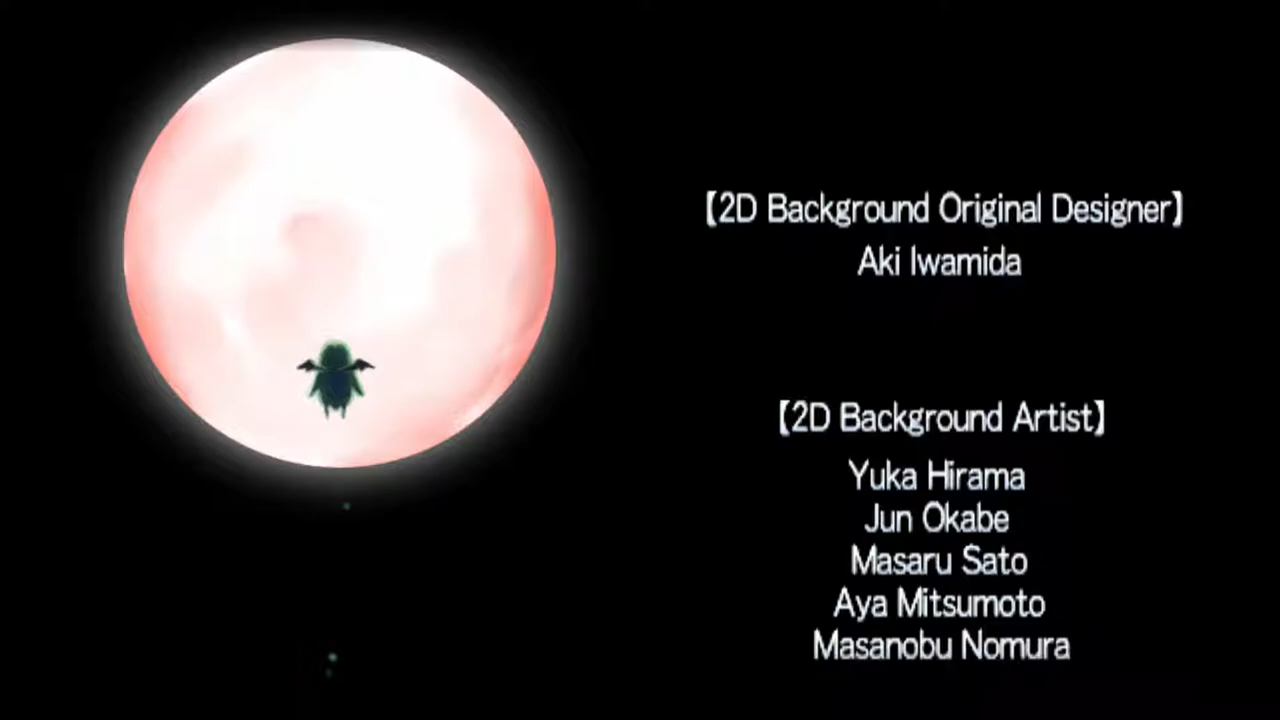 【2D Background Original Designer】
Aki Iwamida
【2D Background Artist】
Yuka Hirama
Jun Okabe
Masaru Sato
Aya Mitsumoto
Masanobu Nomura